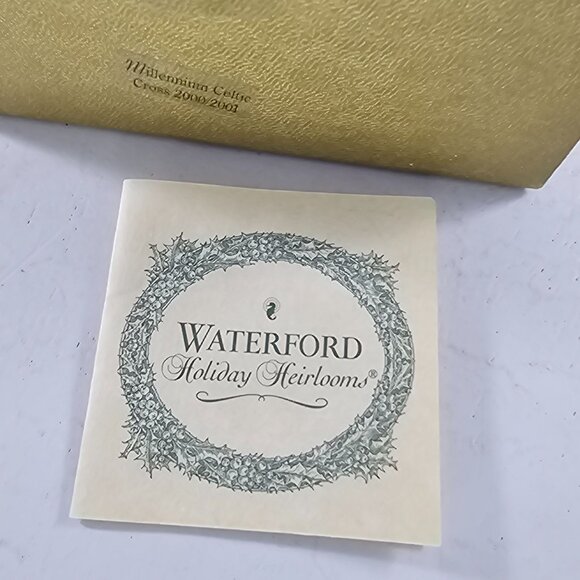 Millennium Celtic
Cross 2000/2001
WATERFORD
Holiday Heirlooms®